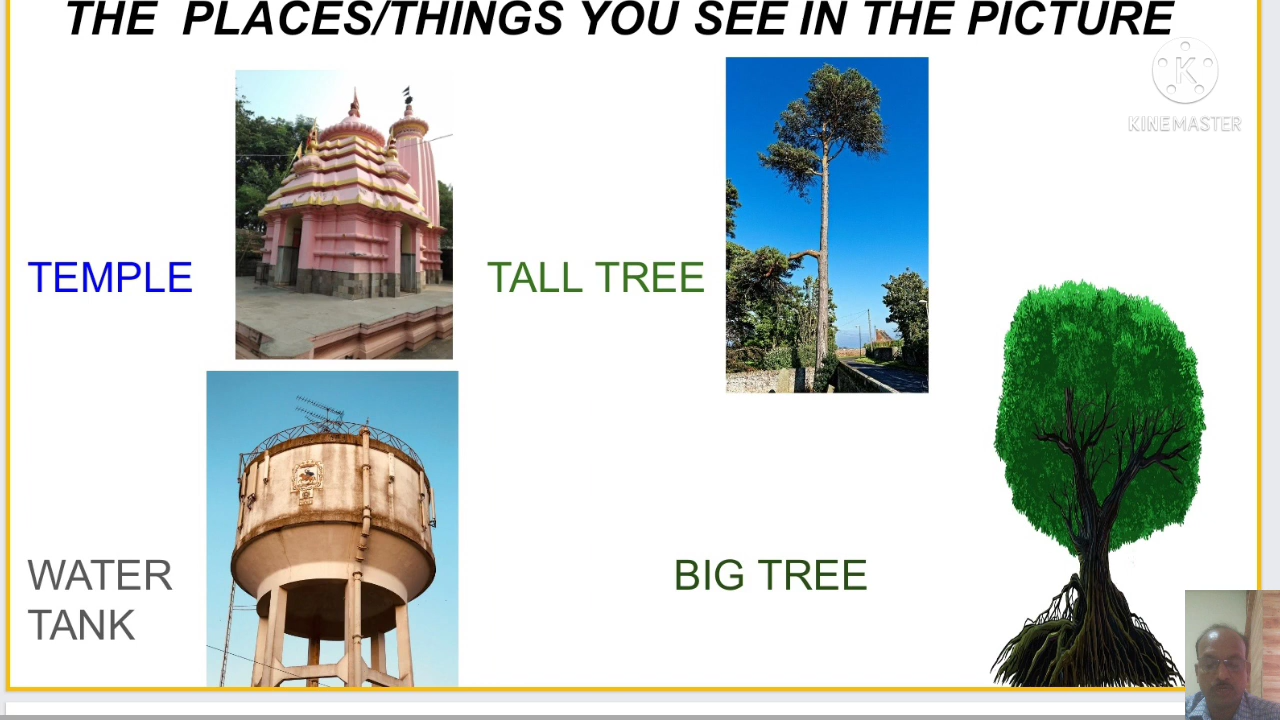 THE PLACES/THINGS YOU SEE IN THE PICTURE
K
KINEMASTER
TEMPLE
TALL TREE
WATER
TANK
BIG TREE